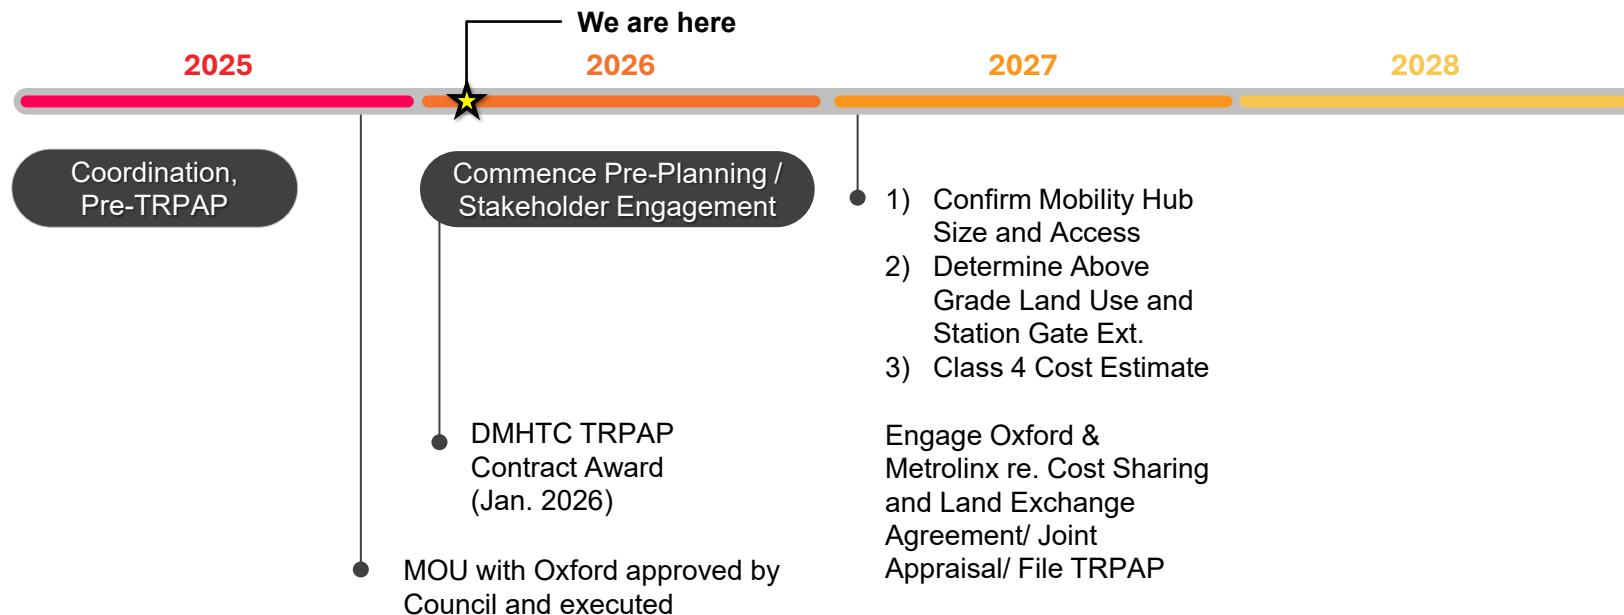 We are here
2025
2026
2027
2028
Coordination,
Pre-TRPAP
Commence Pre-Planning /
Stakeholder Engagement
1) Confirm Mobility Hub
Size and Access
2) Determine Above
Grade Land Use and
Station Gate Ext.
3) Class 4 Cost Estimate
Engage Oxford &
Metrolinx re. Cost Sharing
and Land Exchange
Agreement/ Joint
Appraisal/ File TRPAP
DMHTC TRPAP
Contract Award
(Jan. 2026)
MOU with Oxford approved by
Council and executed